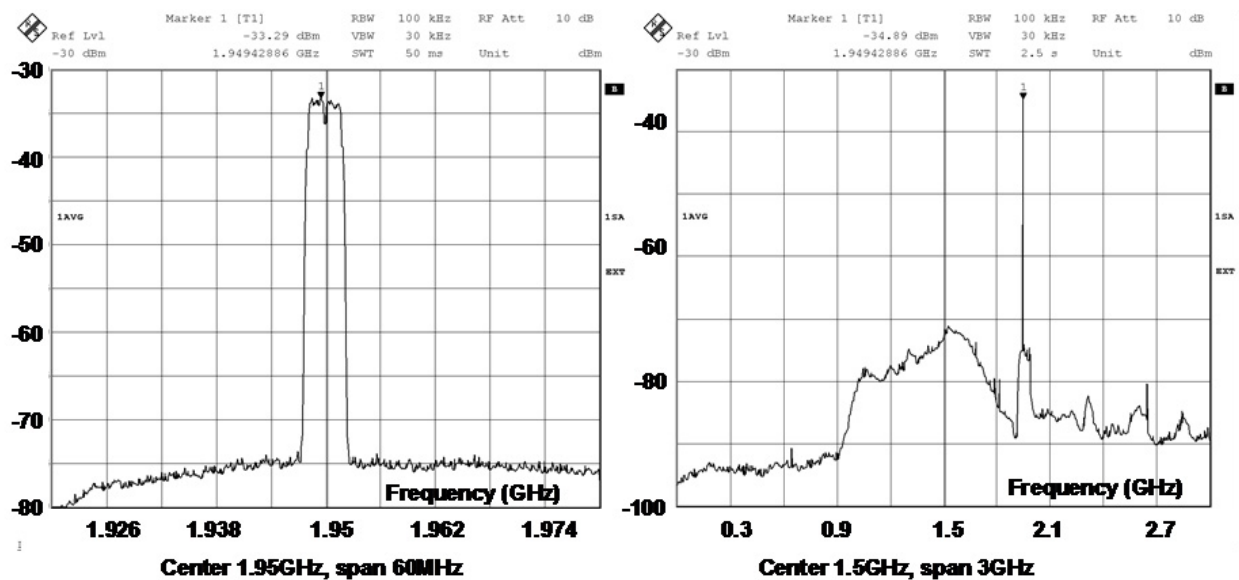 Marker 1 [T1] RBW 100 kHz RF Att 10 dB
Ref Lvl -33.29 dBm VBW 30 kHz
-30 dBm 1.94942886 GHz SWT 50 ms Unit dBm
-30
1
B
-40
1AVG
1SA
-50
EXT
-60
-70
Frequency (GHz)
-80
1.926 1.938 1.95 1.962 1.974
Center 1.95GHz, span 60MHz
Marker 1 [T1] RBW 100 kHz RF Att 10 dB
Ref Lvl -34.89 dBm VBW 30 kHz
-30 dBm 1.94942886 GHz SWT 2.5 s Unit dBm
1
B
-40
1AVG
1SA
-60
EXT
-80
Frequency (GHz)
-100
0.3 0.9 1.5 2.1 2.7
Center 1.5GHz, span 3GHz